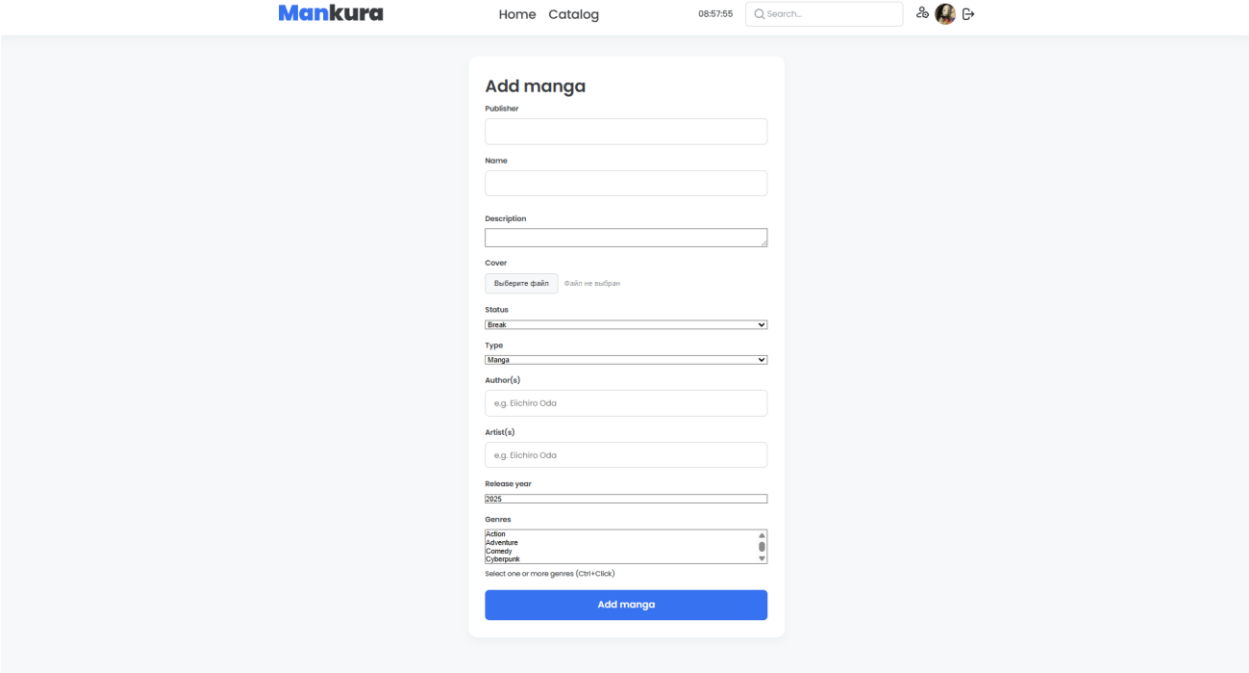 Mankura Home Catalog 08:57:55 Search...
Add manga
Publisher
Name
Description
Cover
Выберите файл Файл не выбран
Status
Break
Type
Manga
Author(s)
e.g. Eiichiro Oda
Artist(s)
e.g. Eiichiro Oda
Release year
2025
Genres
Action
Adventure
Comedy
Cyberpunk
Select one or more genres (Ctrl+Click)
Add manga